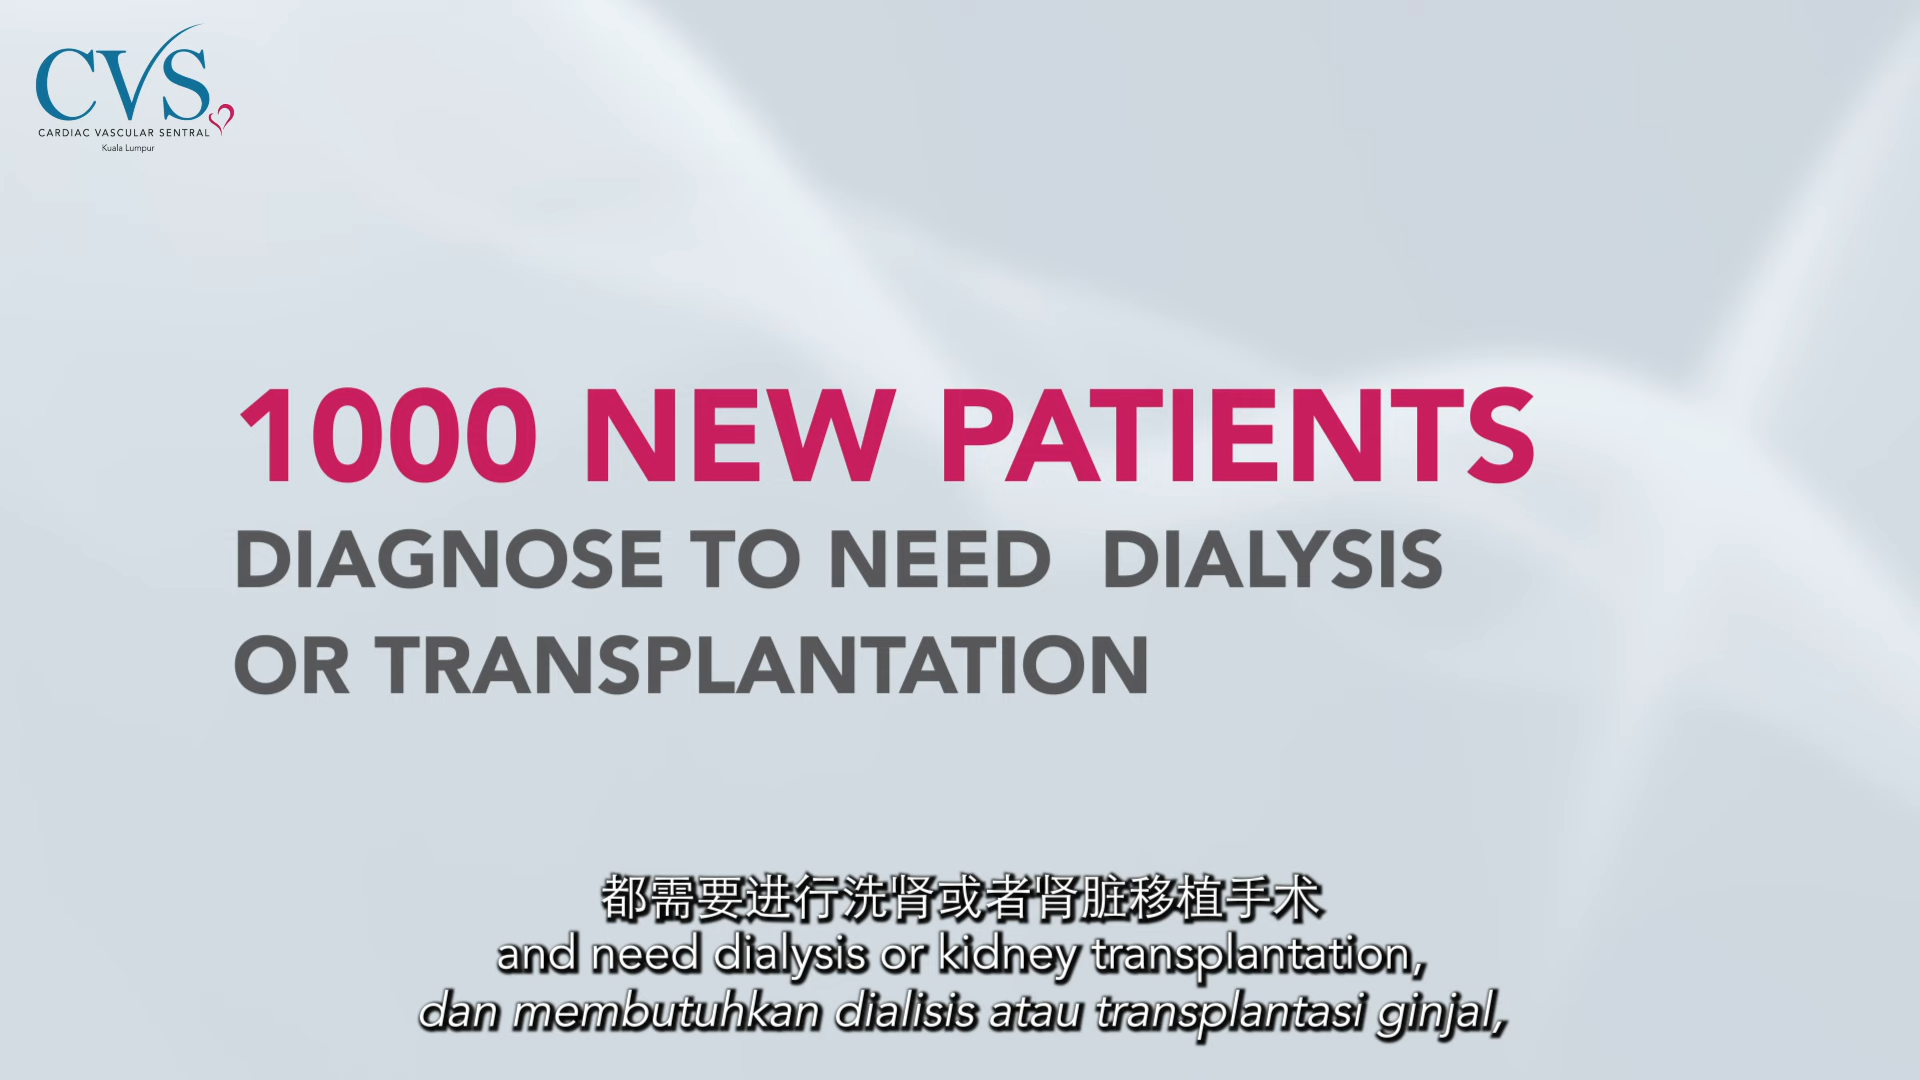 CVS
CARDIAC VASCULAR SENTRAL
Kuala Lumpur
1000 NEW PATIENTS
DIAGNOSE TO NEED  DIALYSIS
OR TRANSPLANTATION
都需要进行洗肾或者肾脏移植手术
and need dialysis or kidney transplantation,
dan membutuhkan dialisis atau transplantasi ginjal,